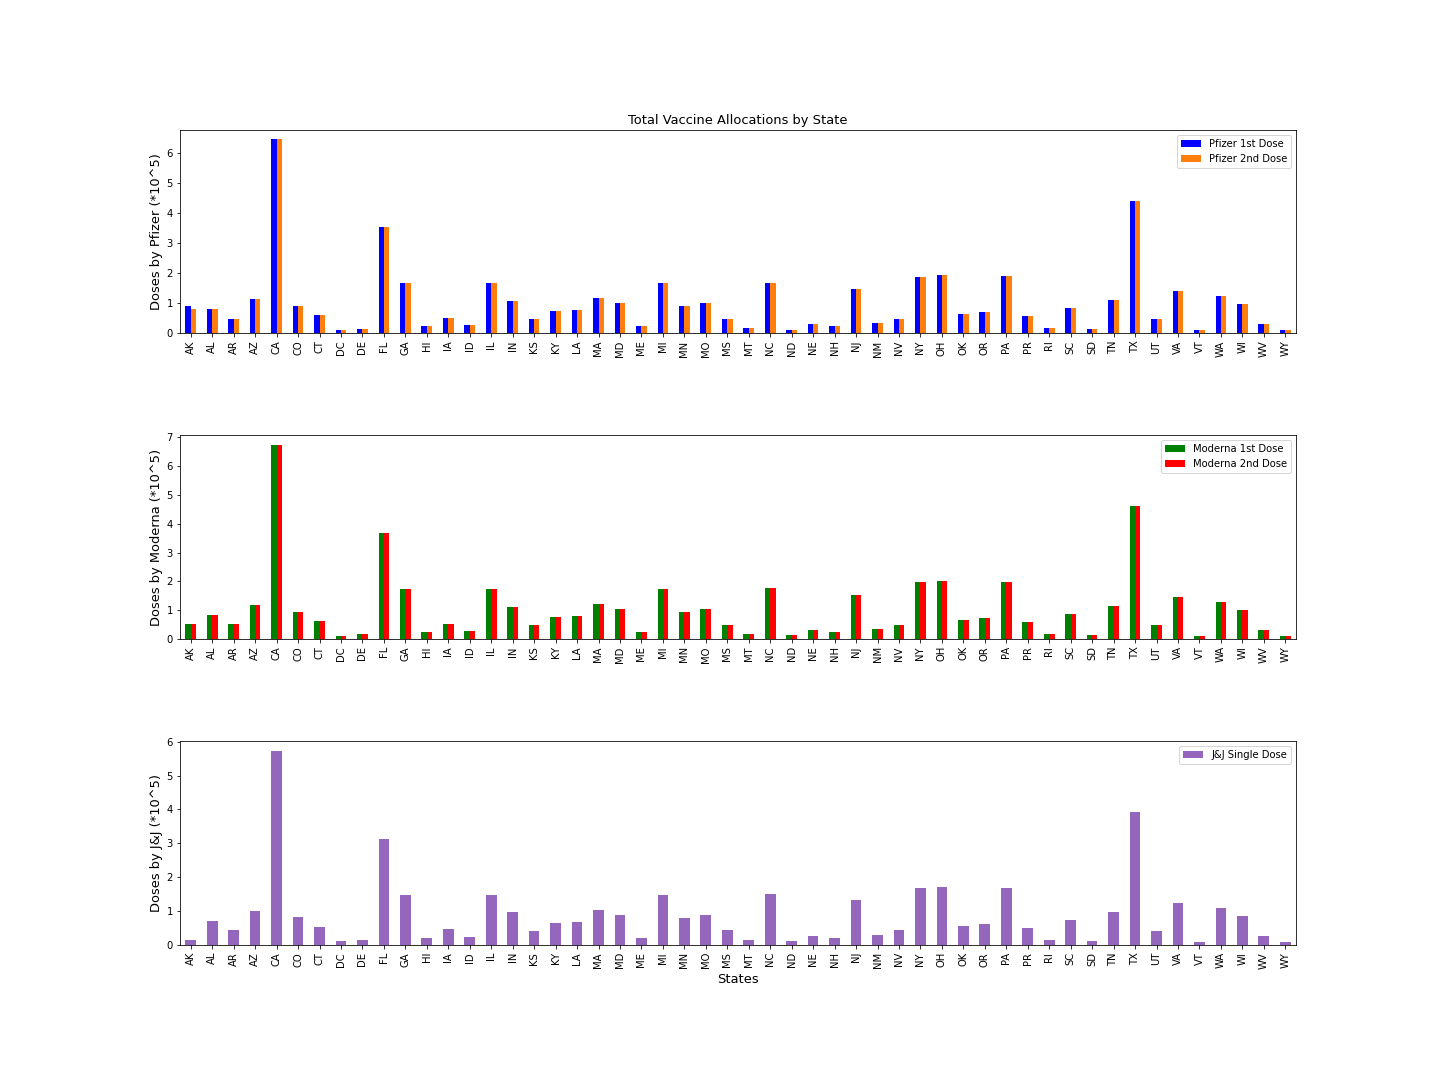 Total Vaccine Allocations by State
Doses by Pfizer (*10^5)
6
5
4
3
2
1
0
Pfizer 1st Dose
Pfizer 2nd Dose
AK AL AR AZ CA CO CT DC DE FL GA HI IA ID IL IN KS KY LA MA MD ME MI MN MO MS MT NC ND NE NH NJ NM NV NY OH OK OR PA PR RI SC SD TN TX UT VA VT WA WI WV WY
Doses by Moderna (*10^5)
7
6
5
4
3
2
1
0
Moderna 1st Dose
Moderna 2nd Dose
AK AL AR AZ CA CO CT DC DE FL GA HI IA ID IL IN KS KY LA MA MD ME MI MN MO MS MT NC ND NE NH NJ NM NV NY OH OK OR PA PR RI SC SD TN TX UT VA VT WA WI WV WY
Doses by J&J (*10^5)
6
5
4
3
2
1
0
J&J Single Dose
AK AL AR AZ CA CO CT DC DE FL GA HI IA ID IL IN KS KY LA MA MD ME MI MN MO MS MT NC ND NE NH NJ NM NV NY OH OK OR PA PR RI SC SD TN TX UT VA VT WA WI WV WY
States